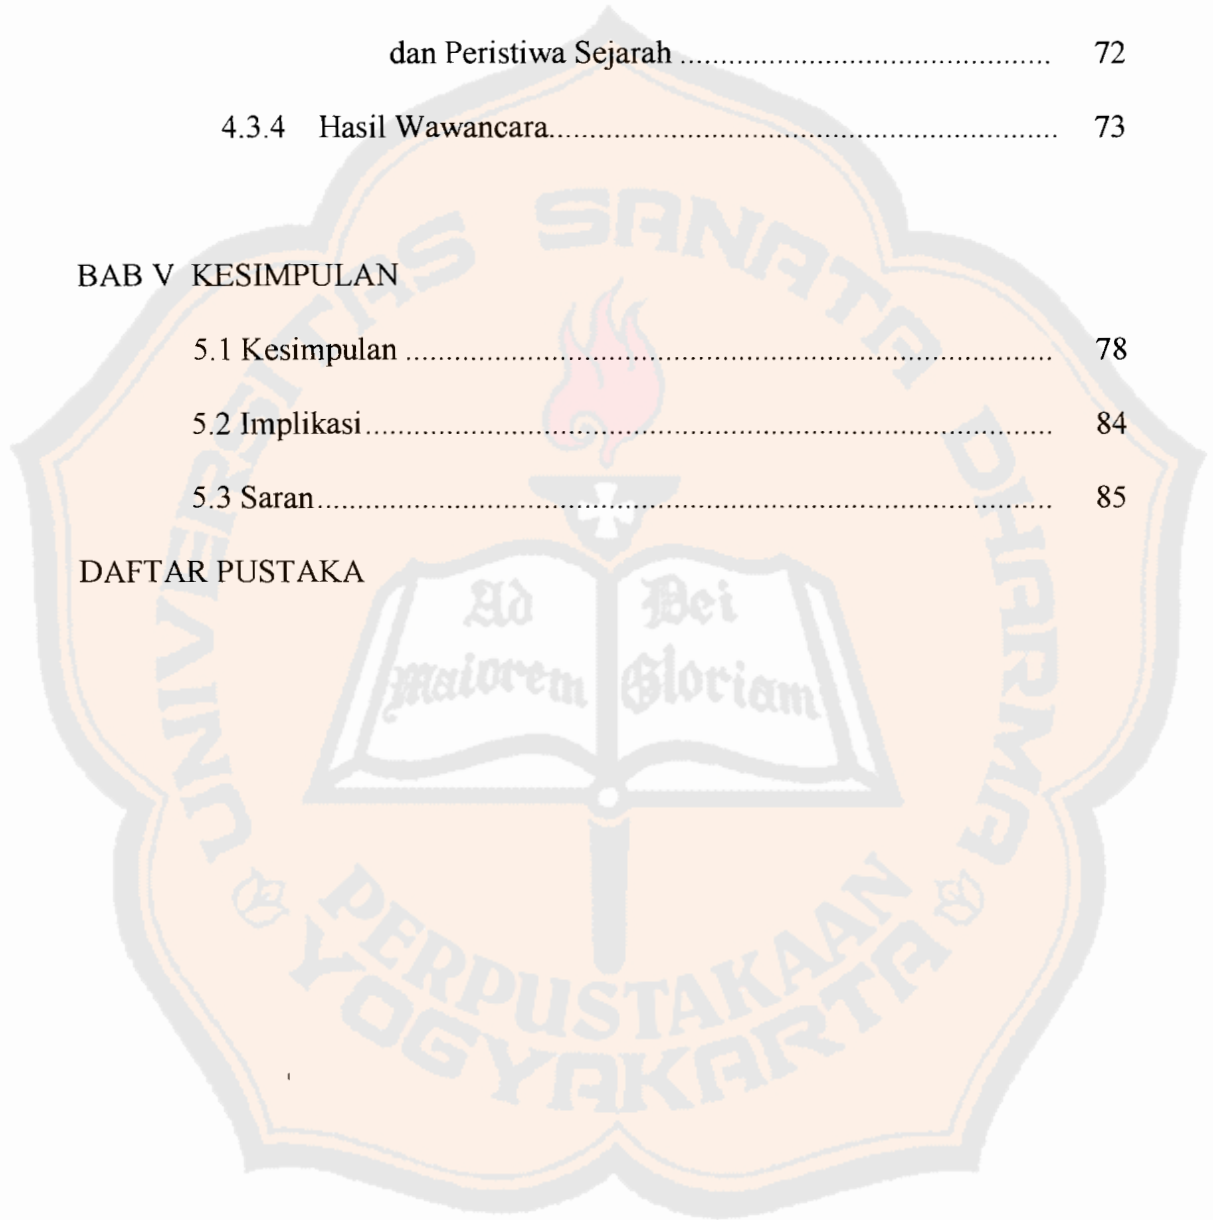 dan Peristiwa Sejarah ............................................. 72
4.3.4 Hasil Wawancara.............................................................. 73
BAB V KESIMPULAN
5.1 Kesimpulan ............................................................................... 78
5.2 Implikasi.................................................................................... 84
5.3 Saran.......................................................................................... 85
DAFTAR PUSTAKA
UNIVERSITAS SANATA DHARMA
Ad Dei
Maiorem Gloriam
PERPUSTAKAAN
YOGYAKARTA